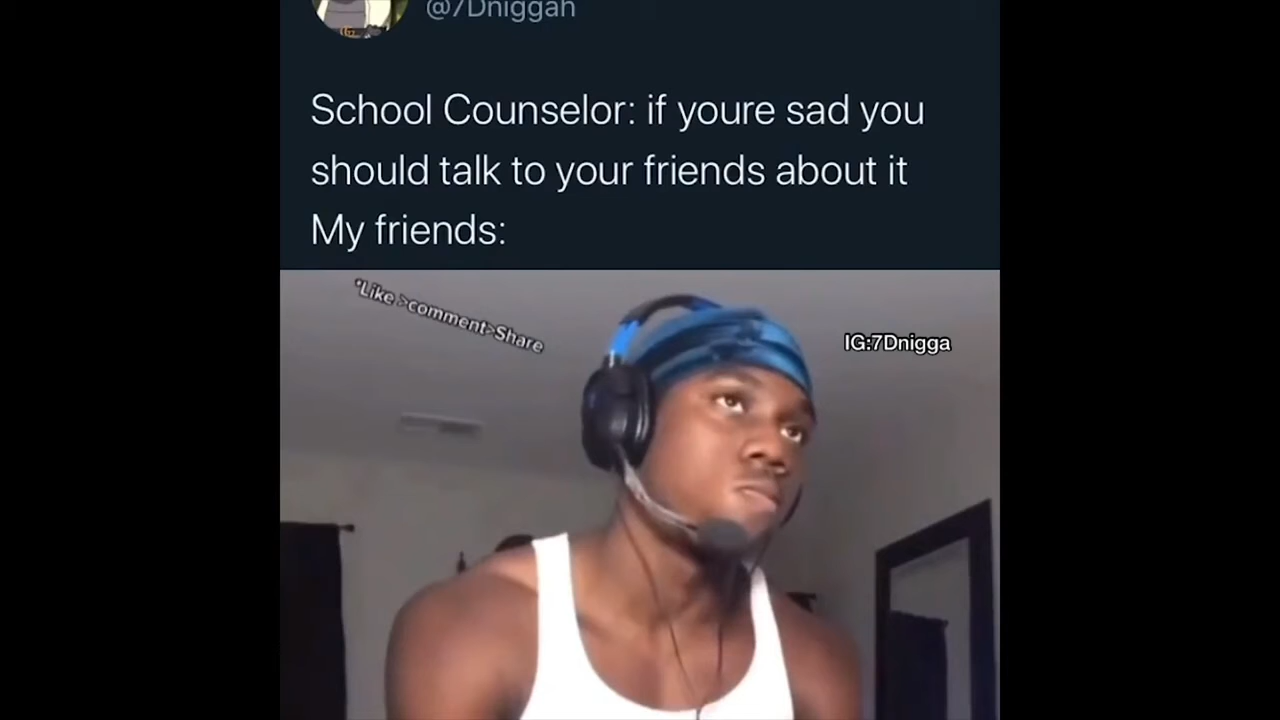 @7Dniggah
School Counselor: if youre sad you
should talk to your friends about it
My friends:
*Like >comment>Share
IG:7Dnigga